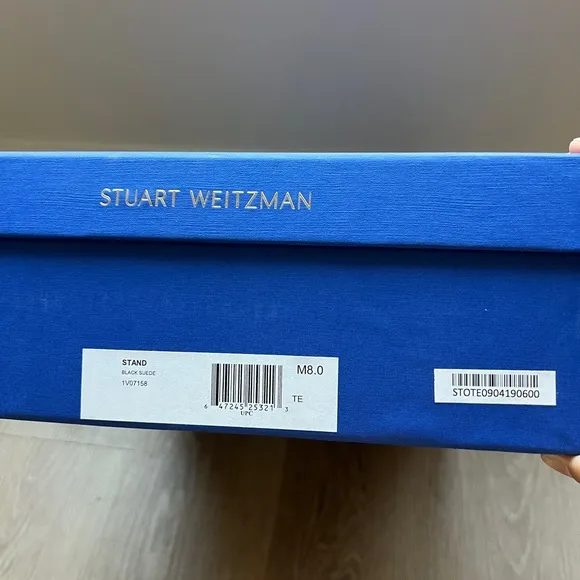 STUART WEITZMAN
STAND
BLACK SUEDE
1V07158
M8.0
TE
6 47245 25321 3
UPC
STOTE0904190600